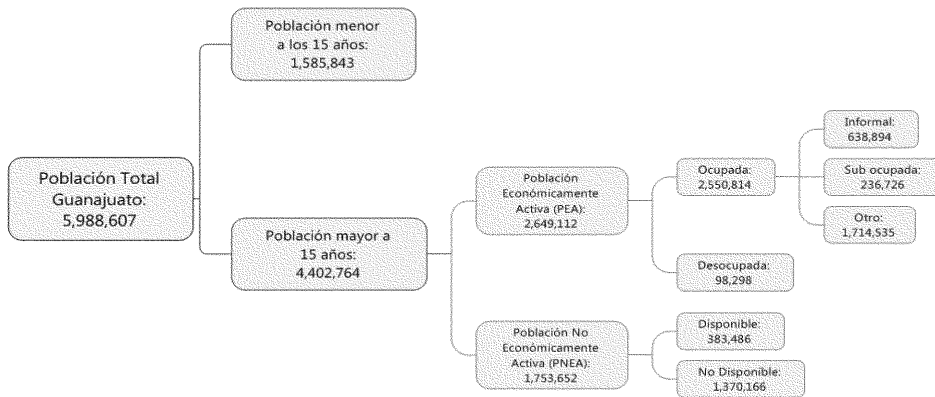 Población Total
Guanajuato:
5,988,607
Población menor
a los 15 años:
1,585,843
Población mayor a
15 años:
4,402,764
Población
Económicamente
Activa (PEA):
2,649,112
Ocupada:
2,550,814
Informal:
638,894
Sub ocupada:
236,726
Otro:
1,714,535
Desocupada:
98,298
Población No
Económicamente
Activa (PNEA):
1,753,652
Disponible:
383,486
No Disponible:
1,370,166